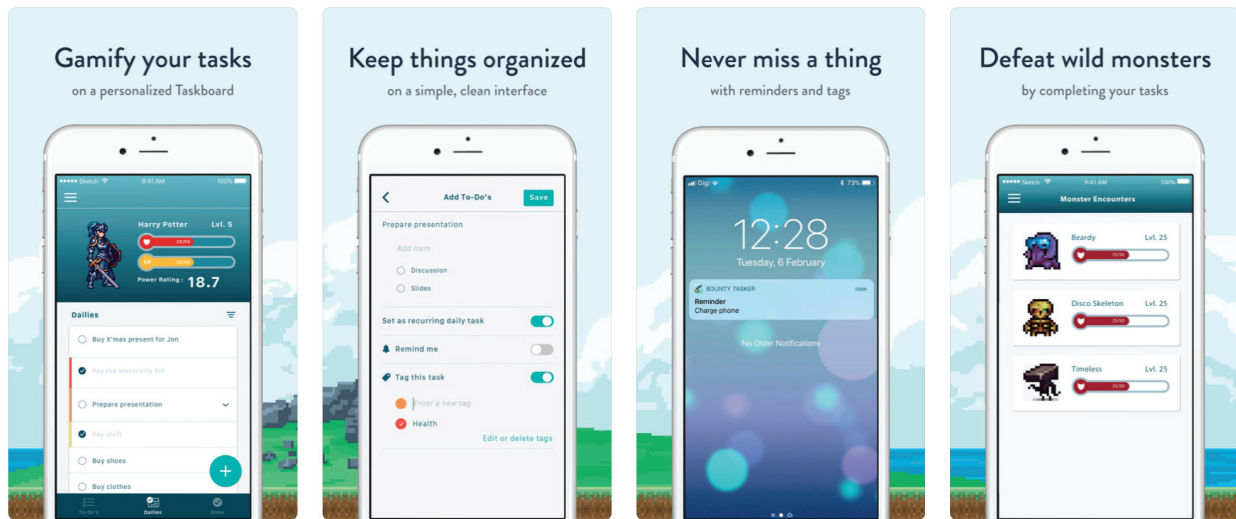 Gamify your tasks
on a personalized Taskboard
Sketch 9:41 AM 100%
Harry Potter Lvl. 5
25/50
XP
Power Rating : 18.7
Dailies
Buy X'mas present for Jon
Pay the electricity bill
Prepare presentation
Pay unifi
Buy shoes
+
Buy clothes
To-Do's Dailies Done
Keep things organized
on a simple, clean interface
Add To-Do's Save
Prepare presentation
Add item
Discussion
Slides
Set as recurring daily task
Remind me
Tag this task
Enter a new tag
Health
Edit or delete tags
Never miss a thing
with reminders and tags
Digi 73%
12:28
Tuesday, 6 February
BOUNTY TASKER now
Reminder
Charge phone
No Older Notifications
Defeat wild monsters
by completing your tasks
Sketch 9:41 AM 100%
Monster Encounters
Beardy Lvl. 25
25/50
Disco Skeleton Lvl. 25
25/50
Timeless Lvl. 25
25/50